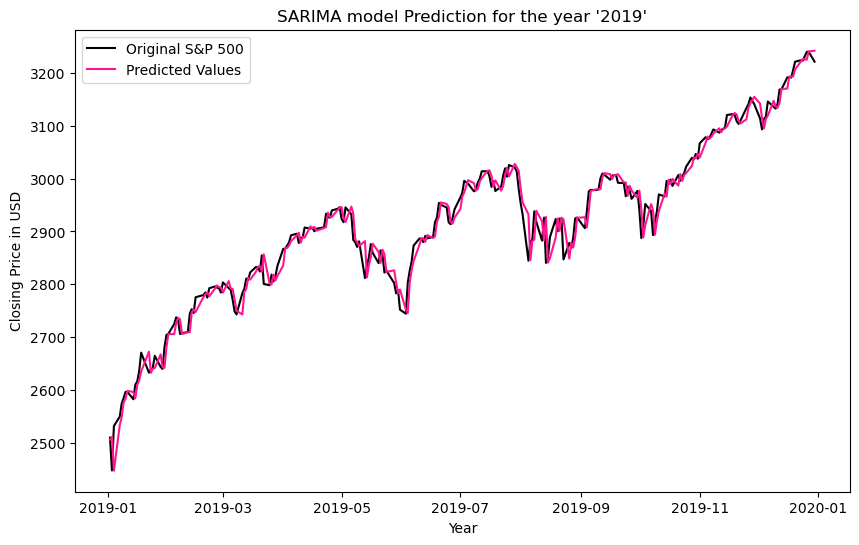 SARIMA model Prediction for the year '2019'
Original S&P 500
Predicted Values
Closing Price in USD
3200
3100
3000
2900
2800
2700
2600
2500
2019-01 2019-03 2019-05 2019-07 2019-09 2019-11 2020-01
Year